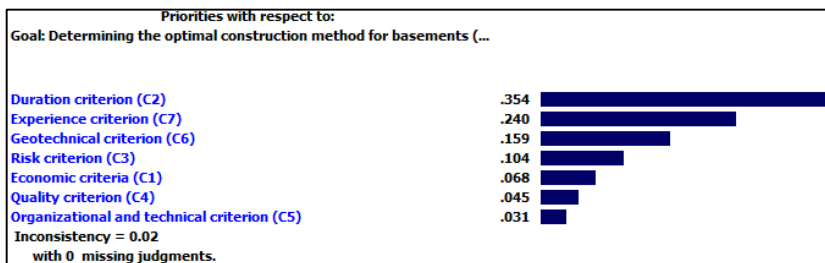 Priorities with respect to:
Goal: Determining the optimal construction method for basements (...
Duration criterion (C2) .354
Experience criterion (C7) .240
Geotechnical criterion (C6) .159
Risk criterion (C3) .104
Economic criteria (C1) .068
Quality criterion (C4) .045
Organizational and technical criterion (C5) .031
Inconsistency = 0.02
with 0 missing judgments.